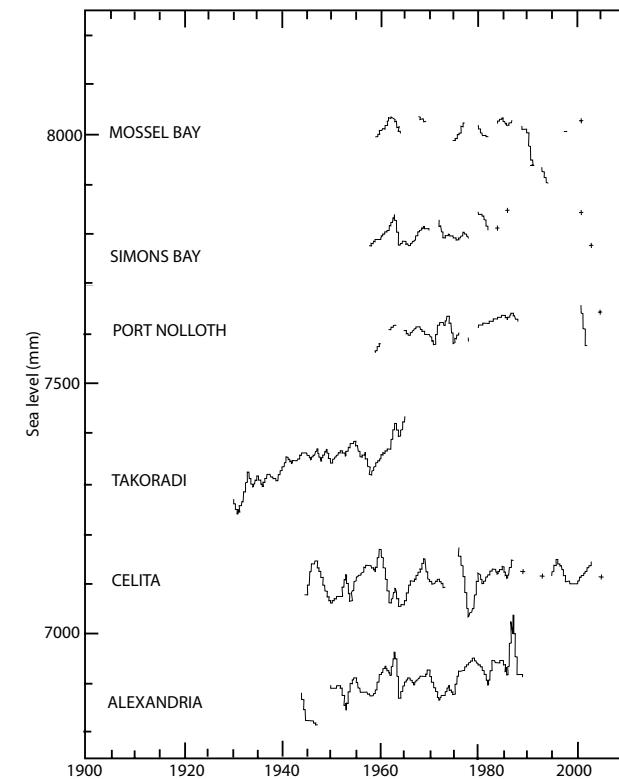 8000
MOSSEL BAY
SIMONS BAY
PORT NOLLOTH
Sea level (mm)
7500
TAKORADI
CELITA
7000
ALEXANDRIA
1900 1920 1940 1960 1980 2000